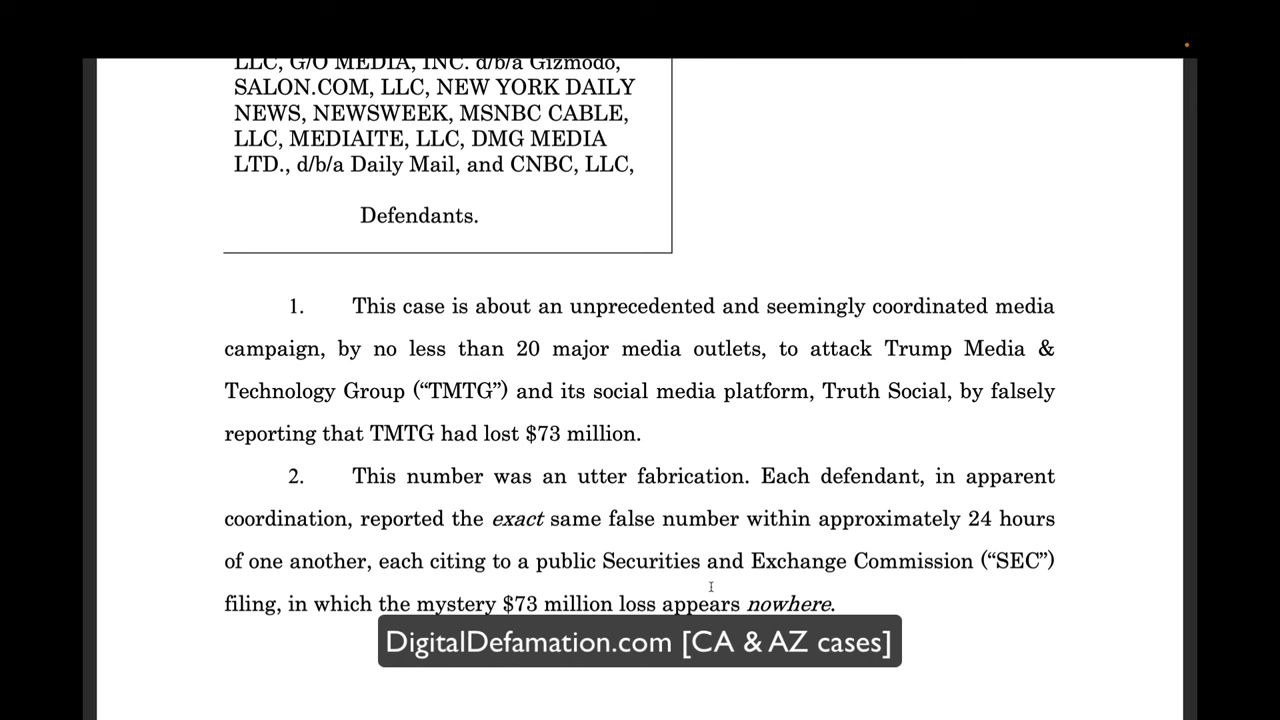 LLC, G/O MEDIA, INC. d/b/a Gizmodo,
SALON.COM, LLC, NEW YORK DAILY
NEWS, NEWSWEEK, MSNBC CABLE,
LLC, MEDIAITE, LLC, DMG MEDIA
LTD., d/b/a Daily Mail, and CNBC, LLC,
Defendants.
1. This case is about an unprecedented and seemingly coordinated media
campaign, by no less than 20 major media outlets, to attack Trump Media &
Technology Group (“TMTG”) and its social media platform, Truth Social, by falsely
reporting that TMTG had lost $73 million.
2. This number was an utter fabrication. Each defendant, in apparent
coordination, reported the exact same false number within approximately 24 hours
of one another, each citing to a public Securities and Exchange Commission (“SEC”)
filing, in which the mystery $73 million loss appears nowhere.
DigitalDefamation.com [CA & AZ cases]